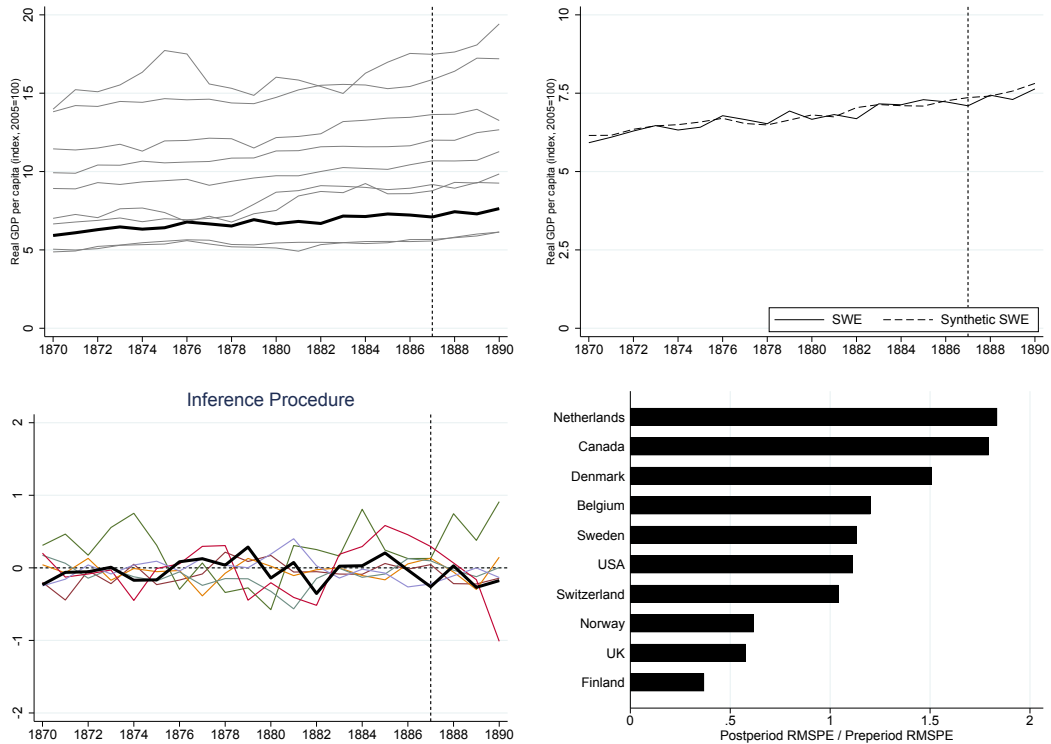 Real GDP per capita (index, 2005=100)
20
15
10
5
0
1870 1872 1874 1876 1878 1880 1882 1884 1886 1888 1890
Real GDP per capita (index, 2005=100)
10
7.5
5
2.5
0
SWE Synthetic SWE
1870 1872 1874 1876 1878 1880 1882 1884 1886 1888 1890
Inference Procedure
2
1
0
-1
-2
1870 1872 1874 1876 1878 1880 1882 1884 1886 1888 1890
Netherlands
Canada
Denmark
Belgium
Sweden
USA
Switzerland
Norway
UK
Finland
0 .5 1 1.5 2
Postperiod RMSPE / Preperiod RMSPE